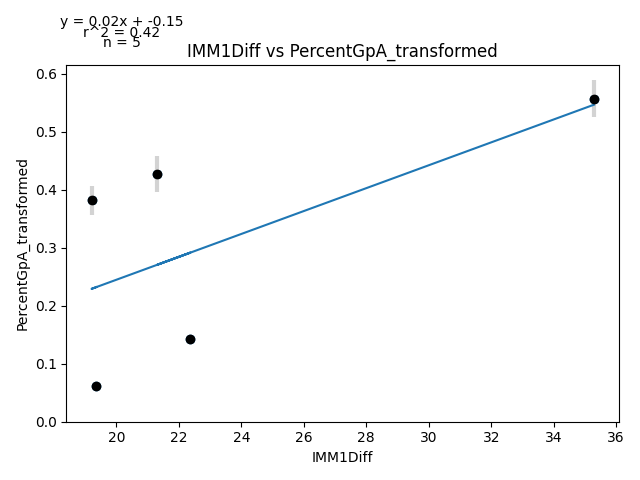 y = 0.02x + -0.15
r^2 = 0.42
n = 5
IMM1Diff vs PercentGpA_transformed
PercentGpA_transformed
0.6
0.5
0.4
0.3
0.2
0.1
0.0
20 22 24 26 28 30 32 34 36
IMM1Diff